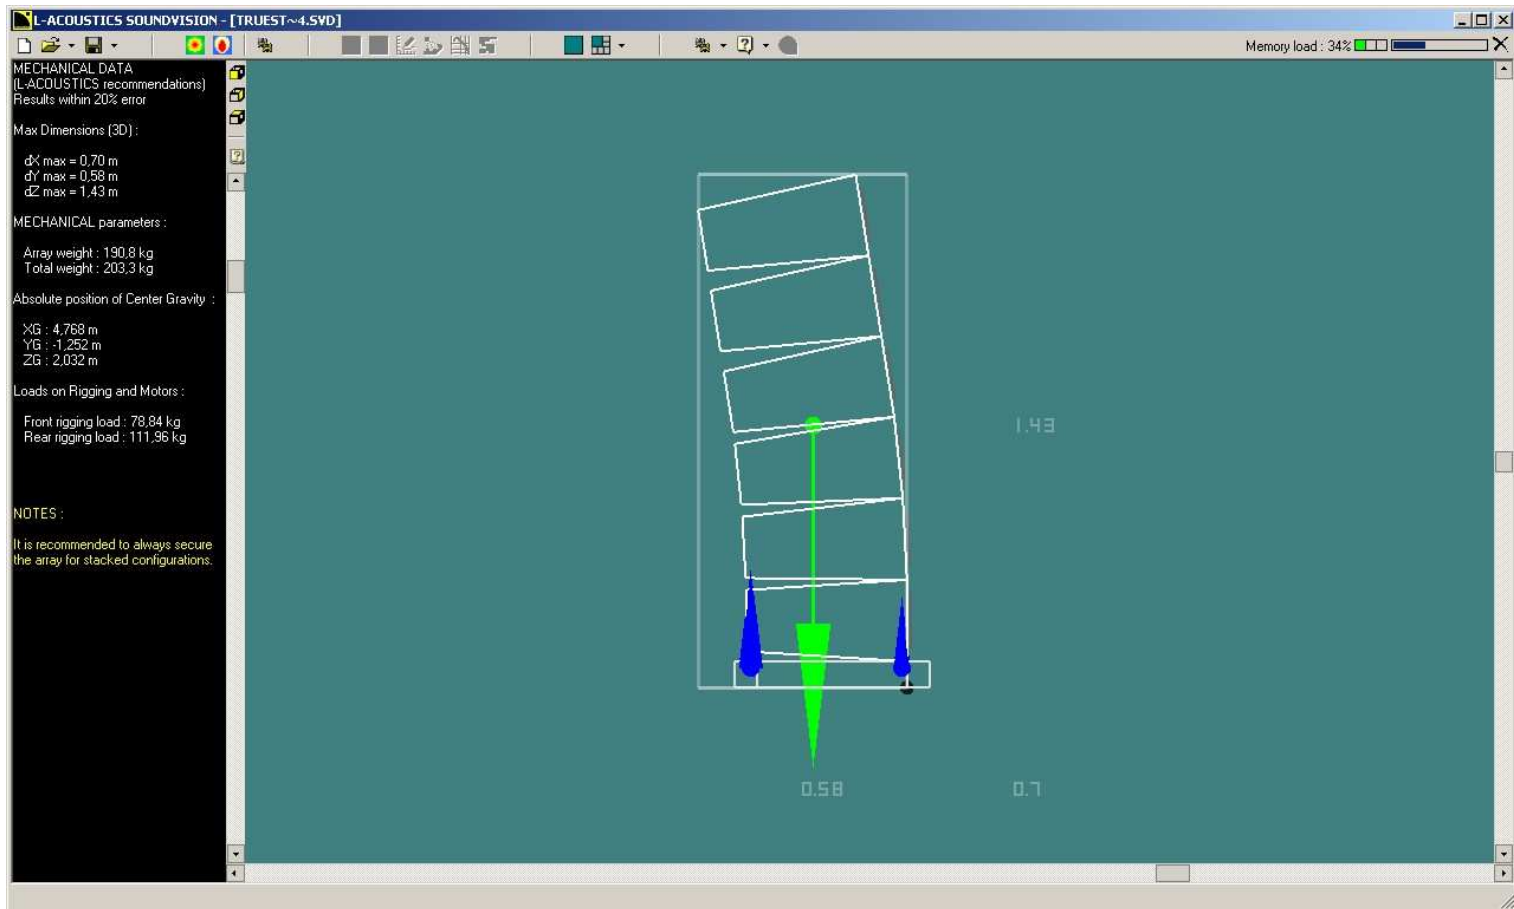 L-ACOUSTICS SOUNDVISION - [TRUEST~4.SVD]
Memory load : 34%
MECHANICAL DATA
(L-ACOUSTICS recommendations)
Results within 20% error
Max Dimensions (3D) :
dX max = 0,70 m
dY max = 0,58 m
dZ max = 1,43 m
MECHANICAL parameters :
Array weight : 190,8 kg
Total weight : 203,3 kg
Absolute position of Center Gravity :
XG : 4,768 m
YG : -1,252 m
ZG : 2,032 m
Loads on Rigging and Motors :
Front rigging load : 78,84 kg
Rear rigging load : 111,96 kg
NOTES :
It is recommended to always secure
the array for stacked configurations.
1.43
0.58
0.7